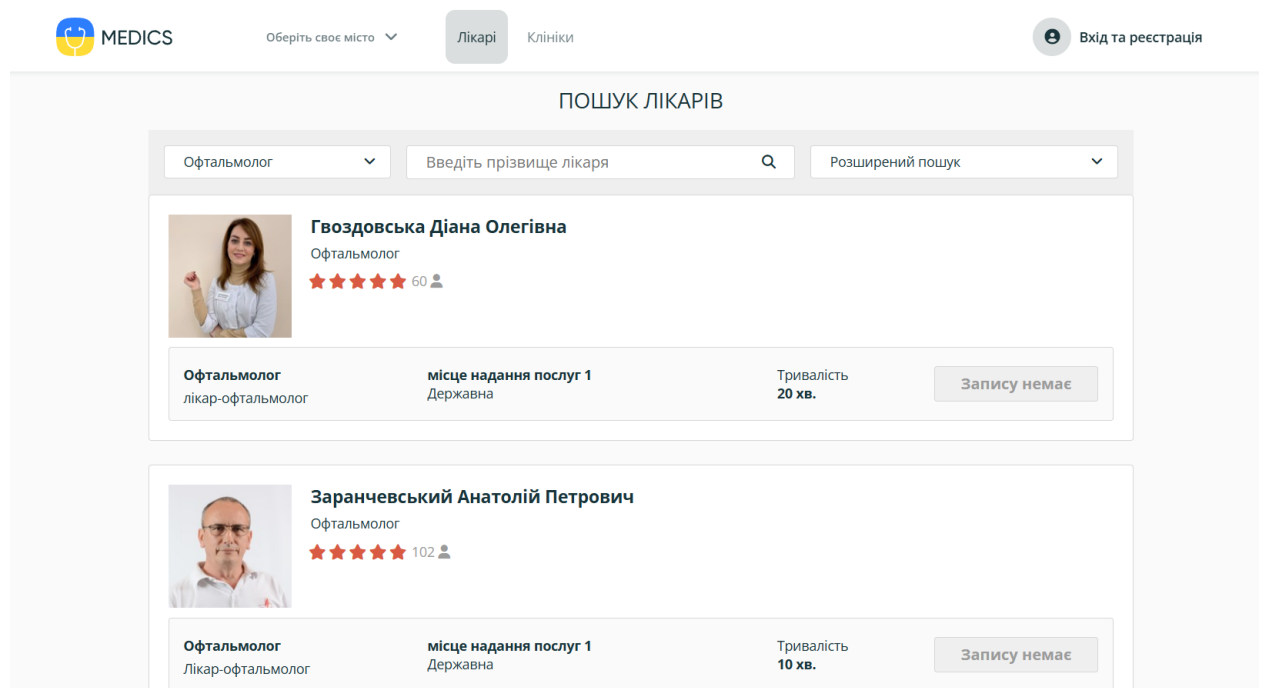 MEDICS
Оберіть своє місто
Лікарі
Клініки
Вхід та реєстрація
ПОШУК ЛІКАРІВ
Офтальмолог
Введіть прізвище лікаря
Розширений пошук
Гвоздовська Діана Олегівна
Офтальмолог
60
Офтальмолог
лікар-офтальмолог
місце надання послуг 1
Державна
Тривалість
20 хв.
Запису немає
Заранчевський Анатолій Петрович
Офтальмолог
102
Офтальмолог
Лікар-офтальмолог
місце надання послуг 1
Державна
Тривалість
10 хв.
Запису немає